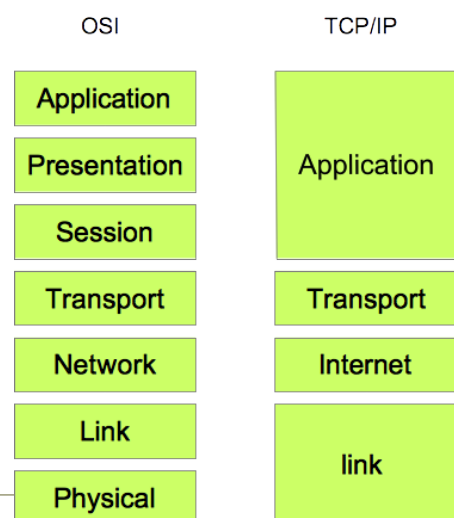 OSI
TCP/IP
Application
Presentation
Session
Transport
Network
Link
Physical
Application
Transport
Internet
link